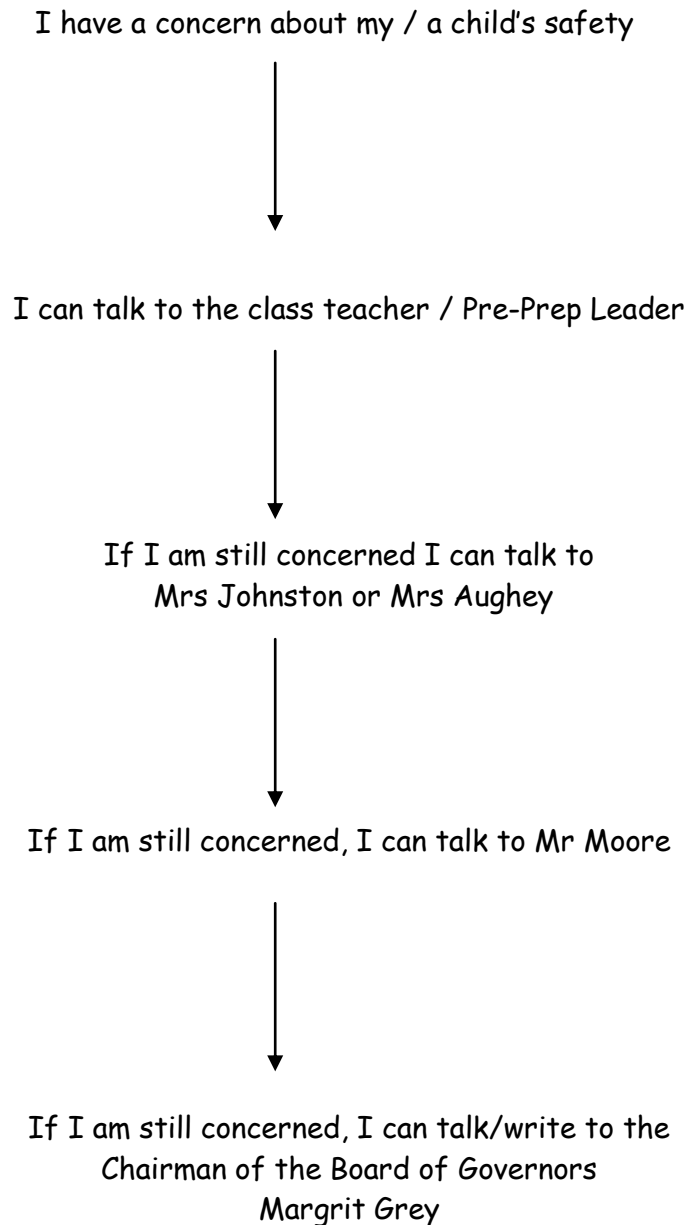 I have a concern about my / a child's safety
I can talk to the class teacher / Pre-Prep Leader
If I am still concerned I can talk to
Mrs Johnston or Mrs Aughey
If I am still concerned, I can talk to Mr Moore
If I am still concerned, I can talk/write to the
Chairman of the Board of Governors
Margrit Grey